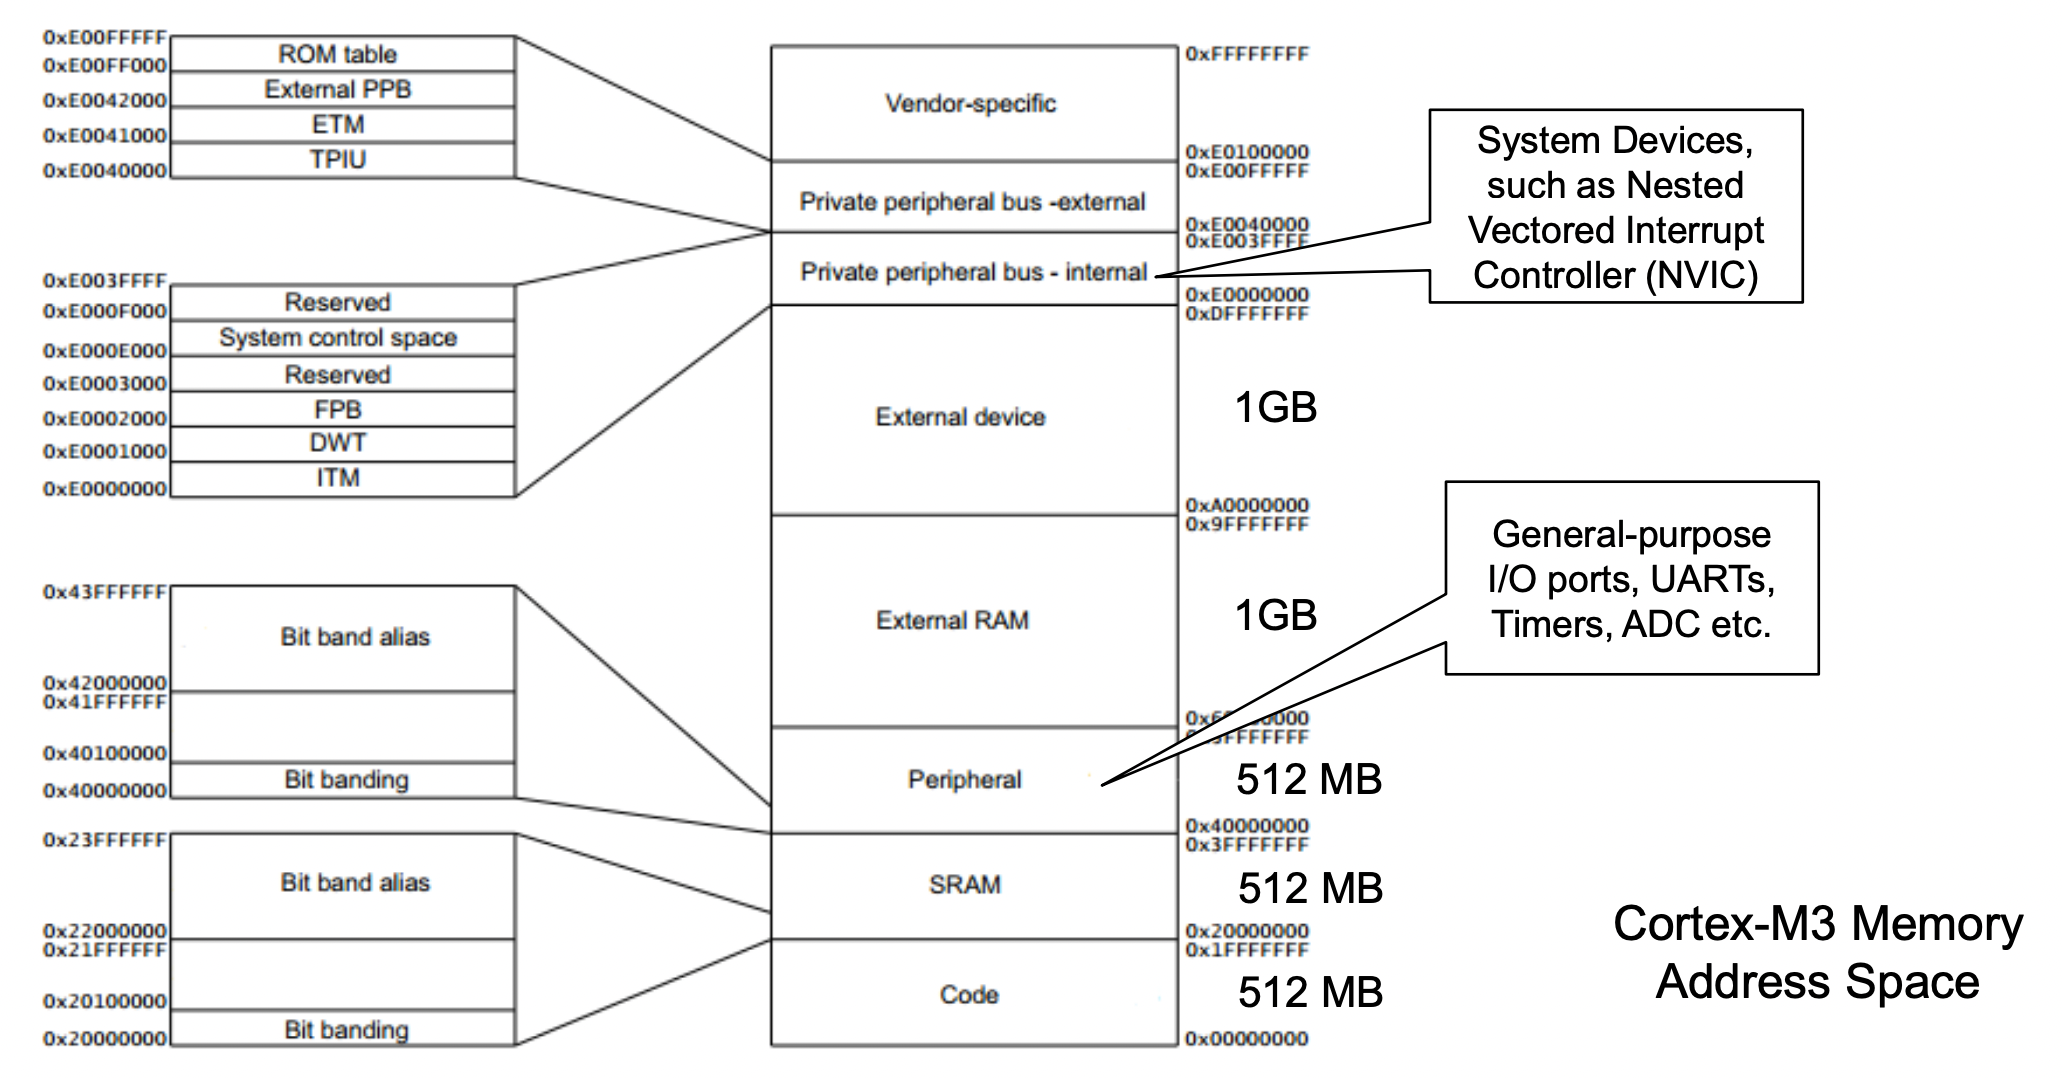 0xE00FFFFF
ROM table
0xE00FF000
External PPB
0xE0042000
ETM
0xE0041000
TPIU
0xE0040000
0xE003FFFF
Reserved
0xE000F000
System control space
0xE000E000
Reserved
0xE0003000
FPB
0xE0002000
DWT
0xE0001000
ITM
0xE0000000
0x43FFFFFF
Bit band alias
0x42000000
0x41FFFFFF
0x40100000
Bit banding
0x40000000
0x23FFFFFF
Bit band alias
0x22000000
0x21FFFFFF
0x20100000
Bit banding
0x20000000
0xFFFFFFFF
Vendor-specific
0xE0100000
0xE00FFFFF
Private peripheral bus -external
0xE0040000
0xE003FFFF
Private peripheral bus - internal
0xE0000000
0xDFFFFFFF
External device
1GB
0xA0000000
0x9FFFFFFF
External RAM
1GB
Peripheral
512 MB
0x40000000
0x3FFFFFFF
SRAM
512 MB
0x20000000
0x1FFFFFFF
Code
512 MB
0x00000000
System Devices,
such as Nested
Vectored Interrupt
Controller (NVIC)
General-purpose
I/O ports, UARTs,
Timers, ADC etc.
Cortex-M3 Memory
Address Space